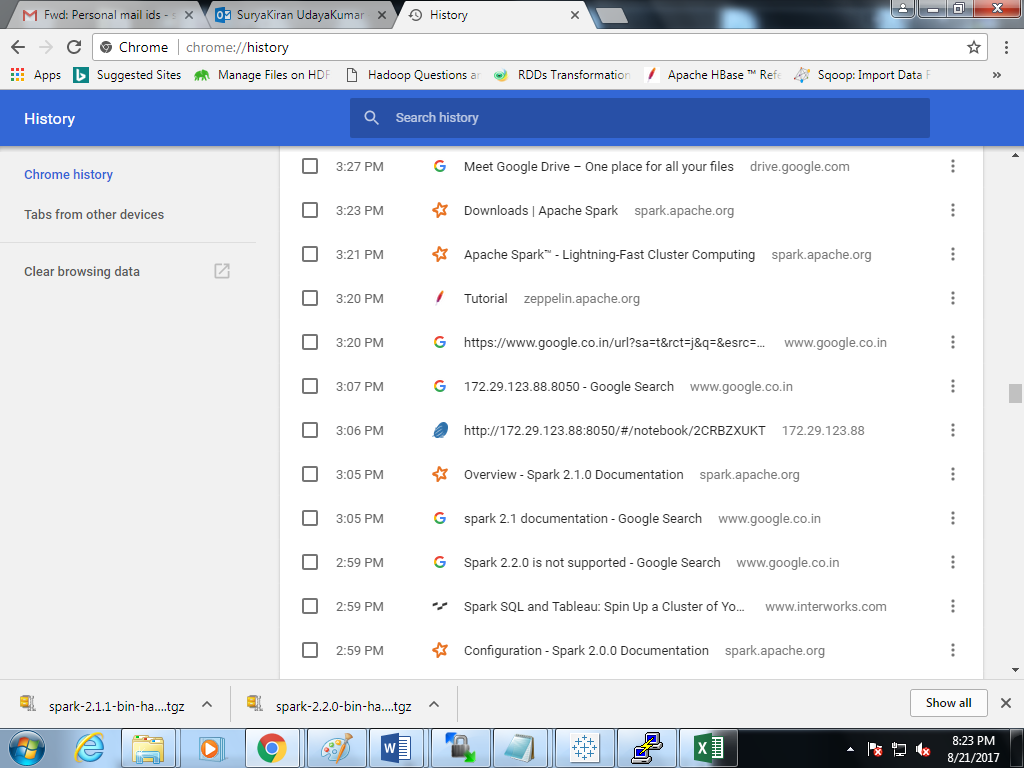 Fwd: Personal mail ids - s
SuryaKiran UdayaKumar
History
Chrome
chrome://history
Apps
Suggested Sites
Manage Files on HDF
Hadoop Questions an
RDDs Transformation
Apache HBase ™ Refe
Sqoop: Import Data F
»
History
Search history
Chrome history
Tabs from other devices
Clear browsing data
3:27 PM Meet Google Drive – One place for all your files drive.google.com
3:23 PM Downloads | Apache Spark spark.apache.org
3:21 PM Apache Spark™ - Lightning-Fast Cluster Computing spark.apache.org
3:20 PM Tutorial zeppelin.apache.org
3:20 PM https://www.google.co.in/url?sa=t&rct=j&q=&esrc=... www.google.co.in
3:07 PM 172.29.123.88.8050 - Google Search www.google.co.in
3:06 PM http://172.29.123.88:8050/#/notebook/2CRBZXUKT 172.29.123.88
3:05 PM Overview - Spark 2.1.0 Documentation spark.apache.org
3:05 PM spark 2.1 documentation - Google Search www.google.co.in
2:59 PM Spark 2.2.0 is not supported - Google Search www.google.co.in
2:59 PM Spark SQL and Tableau: Spin Up a Cluster of Yo... www.interworks.com
2:59 PM Configuration - Spark 2.0.0 Documentation spark.apache.org
spark-2.1.1-bin-ha....tgz
spark-2.2.0-bin-ha....tgz
Show all
8:23 PM
8/21/2017